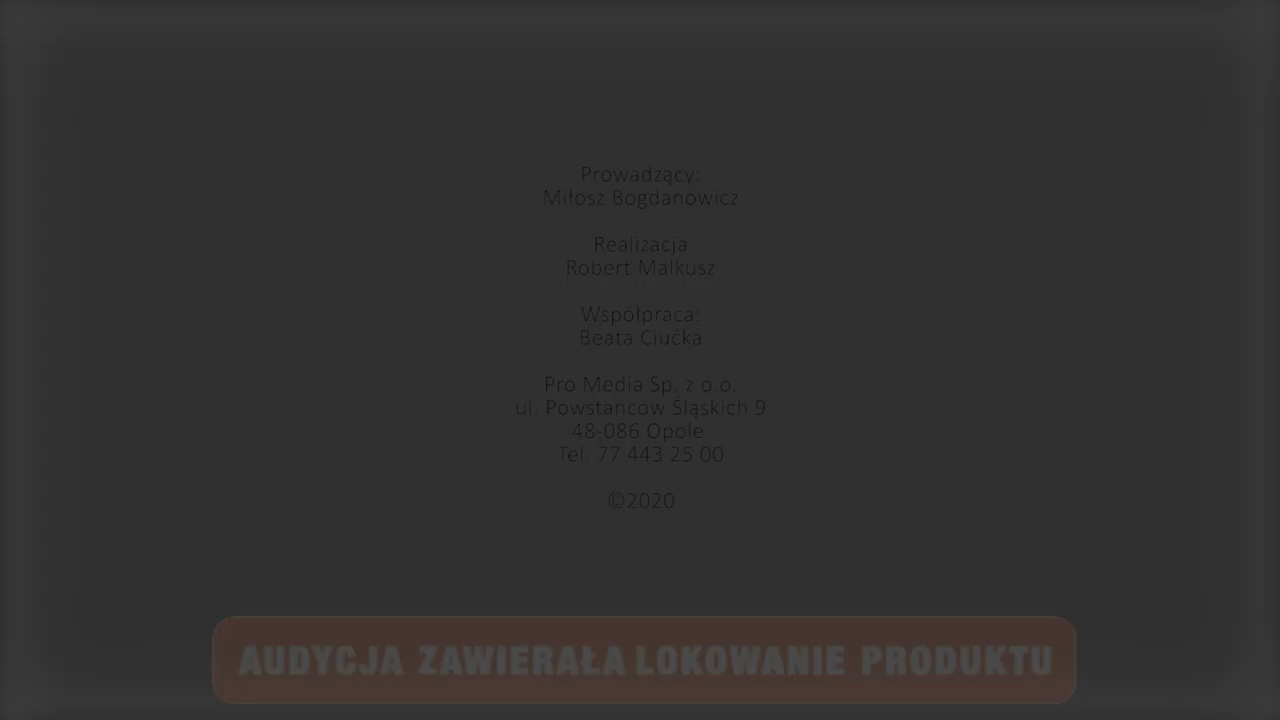 Prowadzący:
Miłosz Bogdanowicz
Realizacja
Robert Malkusz
Współpraca:
Beata Ciućka
Pro Media Sp. z o.o.
ul. Powstańców Śląskich 9
48-086 Opole
Tel. 77 443 25 00
©2020
AUDYCJA ZAWIERAŁA LOKOWANIE PRODUKTU